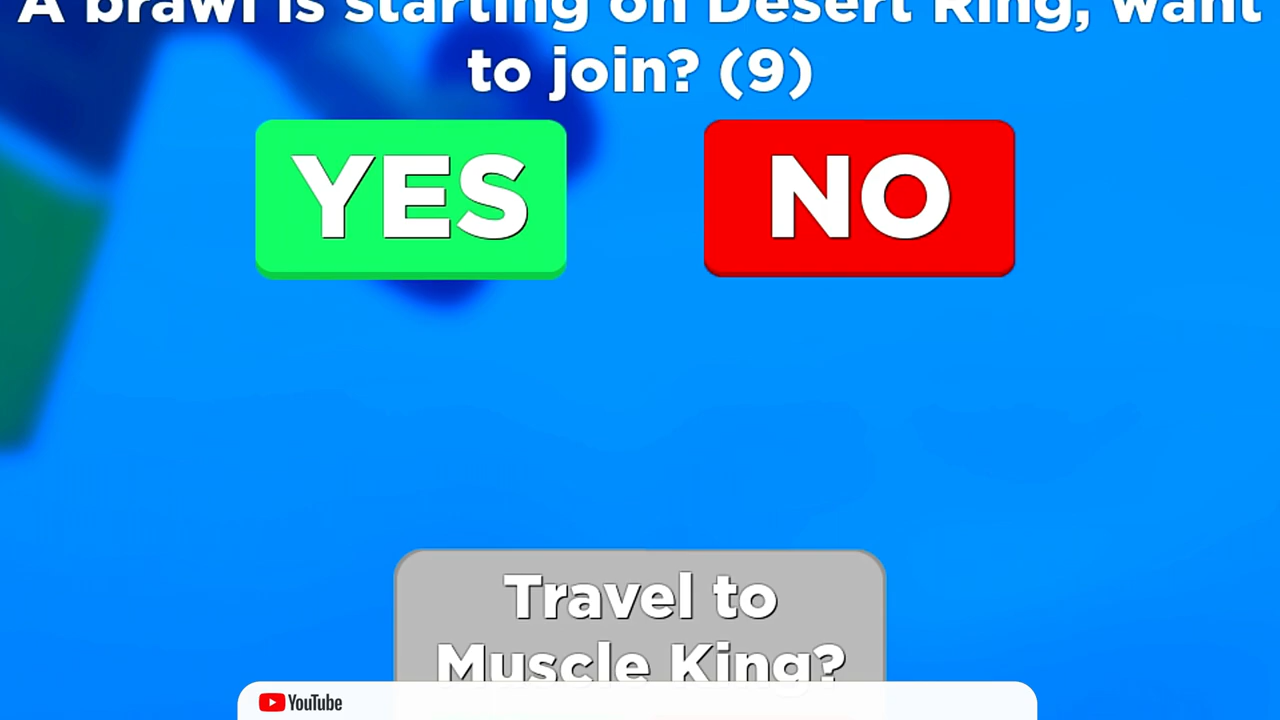 A brawl is starting on Desert Ring, want
to join? (9)
YES
NO
Travel to
Muscle King?
YouTube